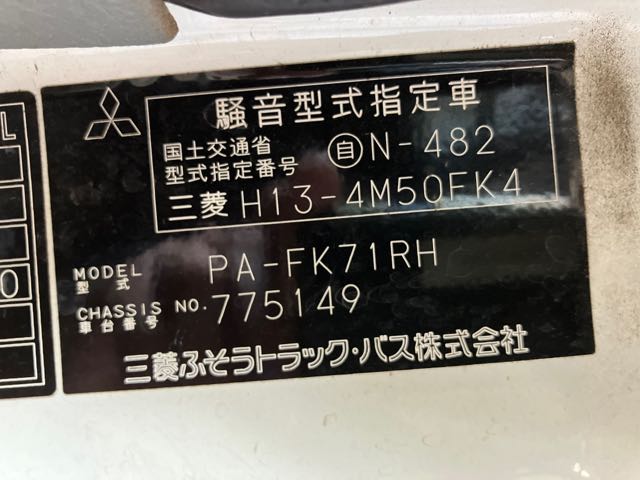 L
0
騒音型式指定車
国土交通省
型式指定番号 自N-482
三菱 H13-4M50FK4
MODEL
型式 PA-FK71RH
CHASSIS NO.
車台番号 775149
三菱ふそうトラック・バス株式会社